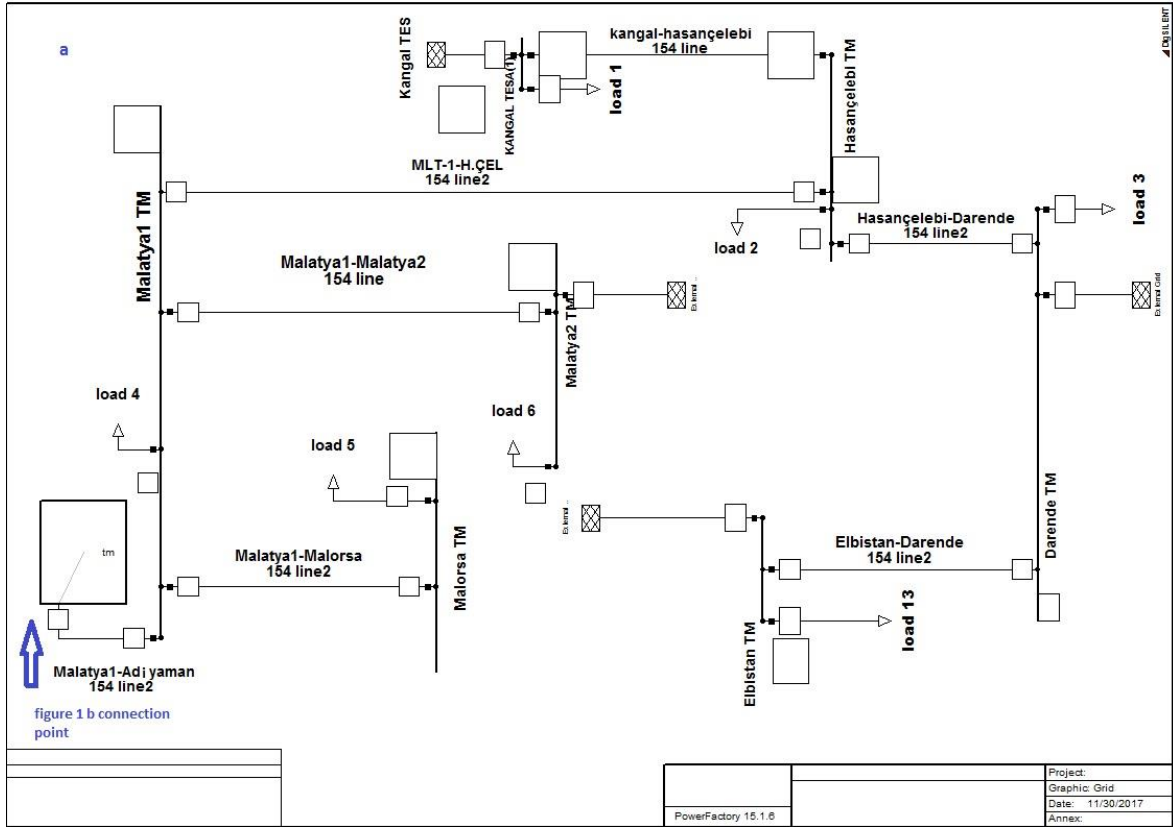 a
DIgSILENT
Kangal TES
KANGAL TESA(1)
kangal-hasançelebi
154 line
load 1
Hasançelebi TM
MLT-1-H.ÇEL
154 line2
Malatya1 TM
load 2
Hasançelebi-Darende
154 line2
load 3
External Grid
Malatya1-Malatya2
154 line
Malatya2 TM
External ..
load 4
load 5
load 6
External ..
tm
Malatya1-Malorsa
154 line2
Malorsa TM
Elbistan-Darende
154 line2
Darende TM
Elbistan TM
load 13
Malatya1-Ad¡yaman
154 line2
figure 1 b connection
point
PowerFactory 15.1.6
Project:
Graphic: Grid
Date: 11/30/2017
Annex: